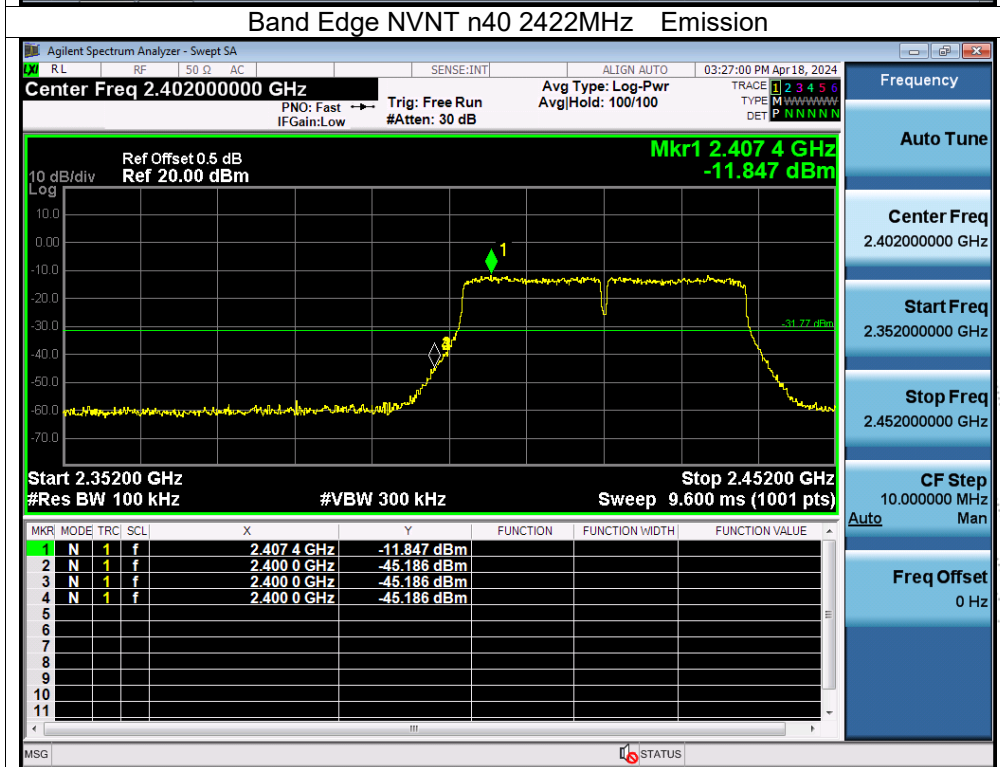 Band Edge NVNT n40 2422MHz Emission
Agilent Spectrum Analyzer - Swept SA
LXI RL RF 50 Ω AC SENSE:INT ALIGN AUTO 03:27:00 PM Apr 18, 2024
Center Freq 2.402000000 GHz
PNO: Fast
IFGain:Low
Trig: Free Run
#Atten: 30 dB
Avg Type: Log-Pwr
Avg|Hold: 100/100
TRACE 1 2 3 4 5 6
TYPE M WWWWW
DET P N N N N N
Ref Offset 0.5 dB
Ref 20.00 dBm
10 dB/div
Log
Mkr1 2.407 4 GHz
-11.847 dBm
10.0
0.00
-10.0
-20.0
-30.0
-40.0
-50.0
-60.0
-70.0
1
-31.77 dBm
Start 2.35200 GHz
Stop 2.45200 GHz
#Res BW 100 kHz
#VBW 300 kHz
Sweep 9.600 ms (1001 pts)
MKR MODE TRC SCL X Y FUNCTION FUNCTION WIDTH FUNCTION VALUE
1 N 1 f 2.407 4 GHz -11.847 dBm
2 N 1 f 2.400 0 GHz -45.186 dBm
3 N 1 f 2.400 0 GHz -45.186 dBm
4 N 1 f 2.400 0 GHz -45.186 dBm
5
6
7
8
9
10
11
MSG
STATUS
Frequency
Auto Tune
Center Freq
2.402000000 GHz
Start Freq
2.352000000 GHz
Stop Freq
2.452000000 GHz
CF Step
10.000000 MHz
Auto Man
Freq Offset
0 Hz